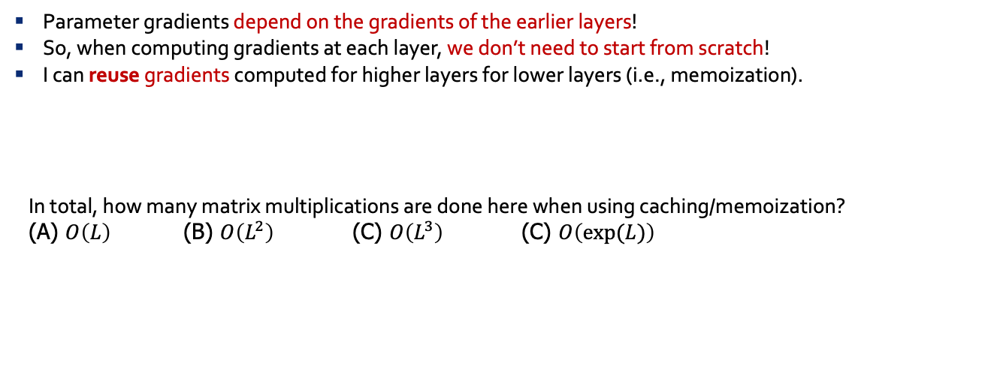 ▪ Parameter gradients depend on the gradients of the earlier layers!
▪ So, when computing gradients at each layer, we don't need to start from scratch!
▪ I can reuse gradients computed for higher layers for lower layers (i.e., memoization).
In total, how many matrix multiplications are done here when using caching/memoization?
(A) O(L) (B) O(L²) (C) O(L³) (C) O(exp(L))